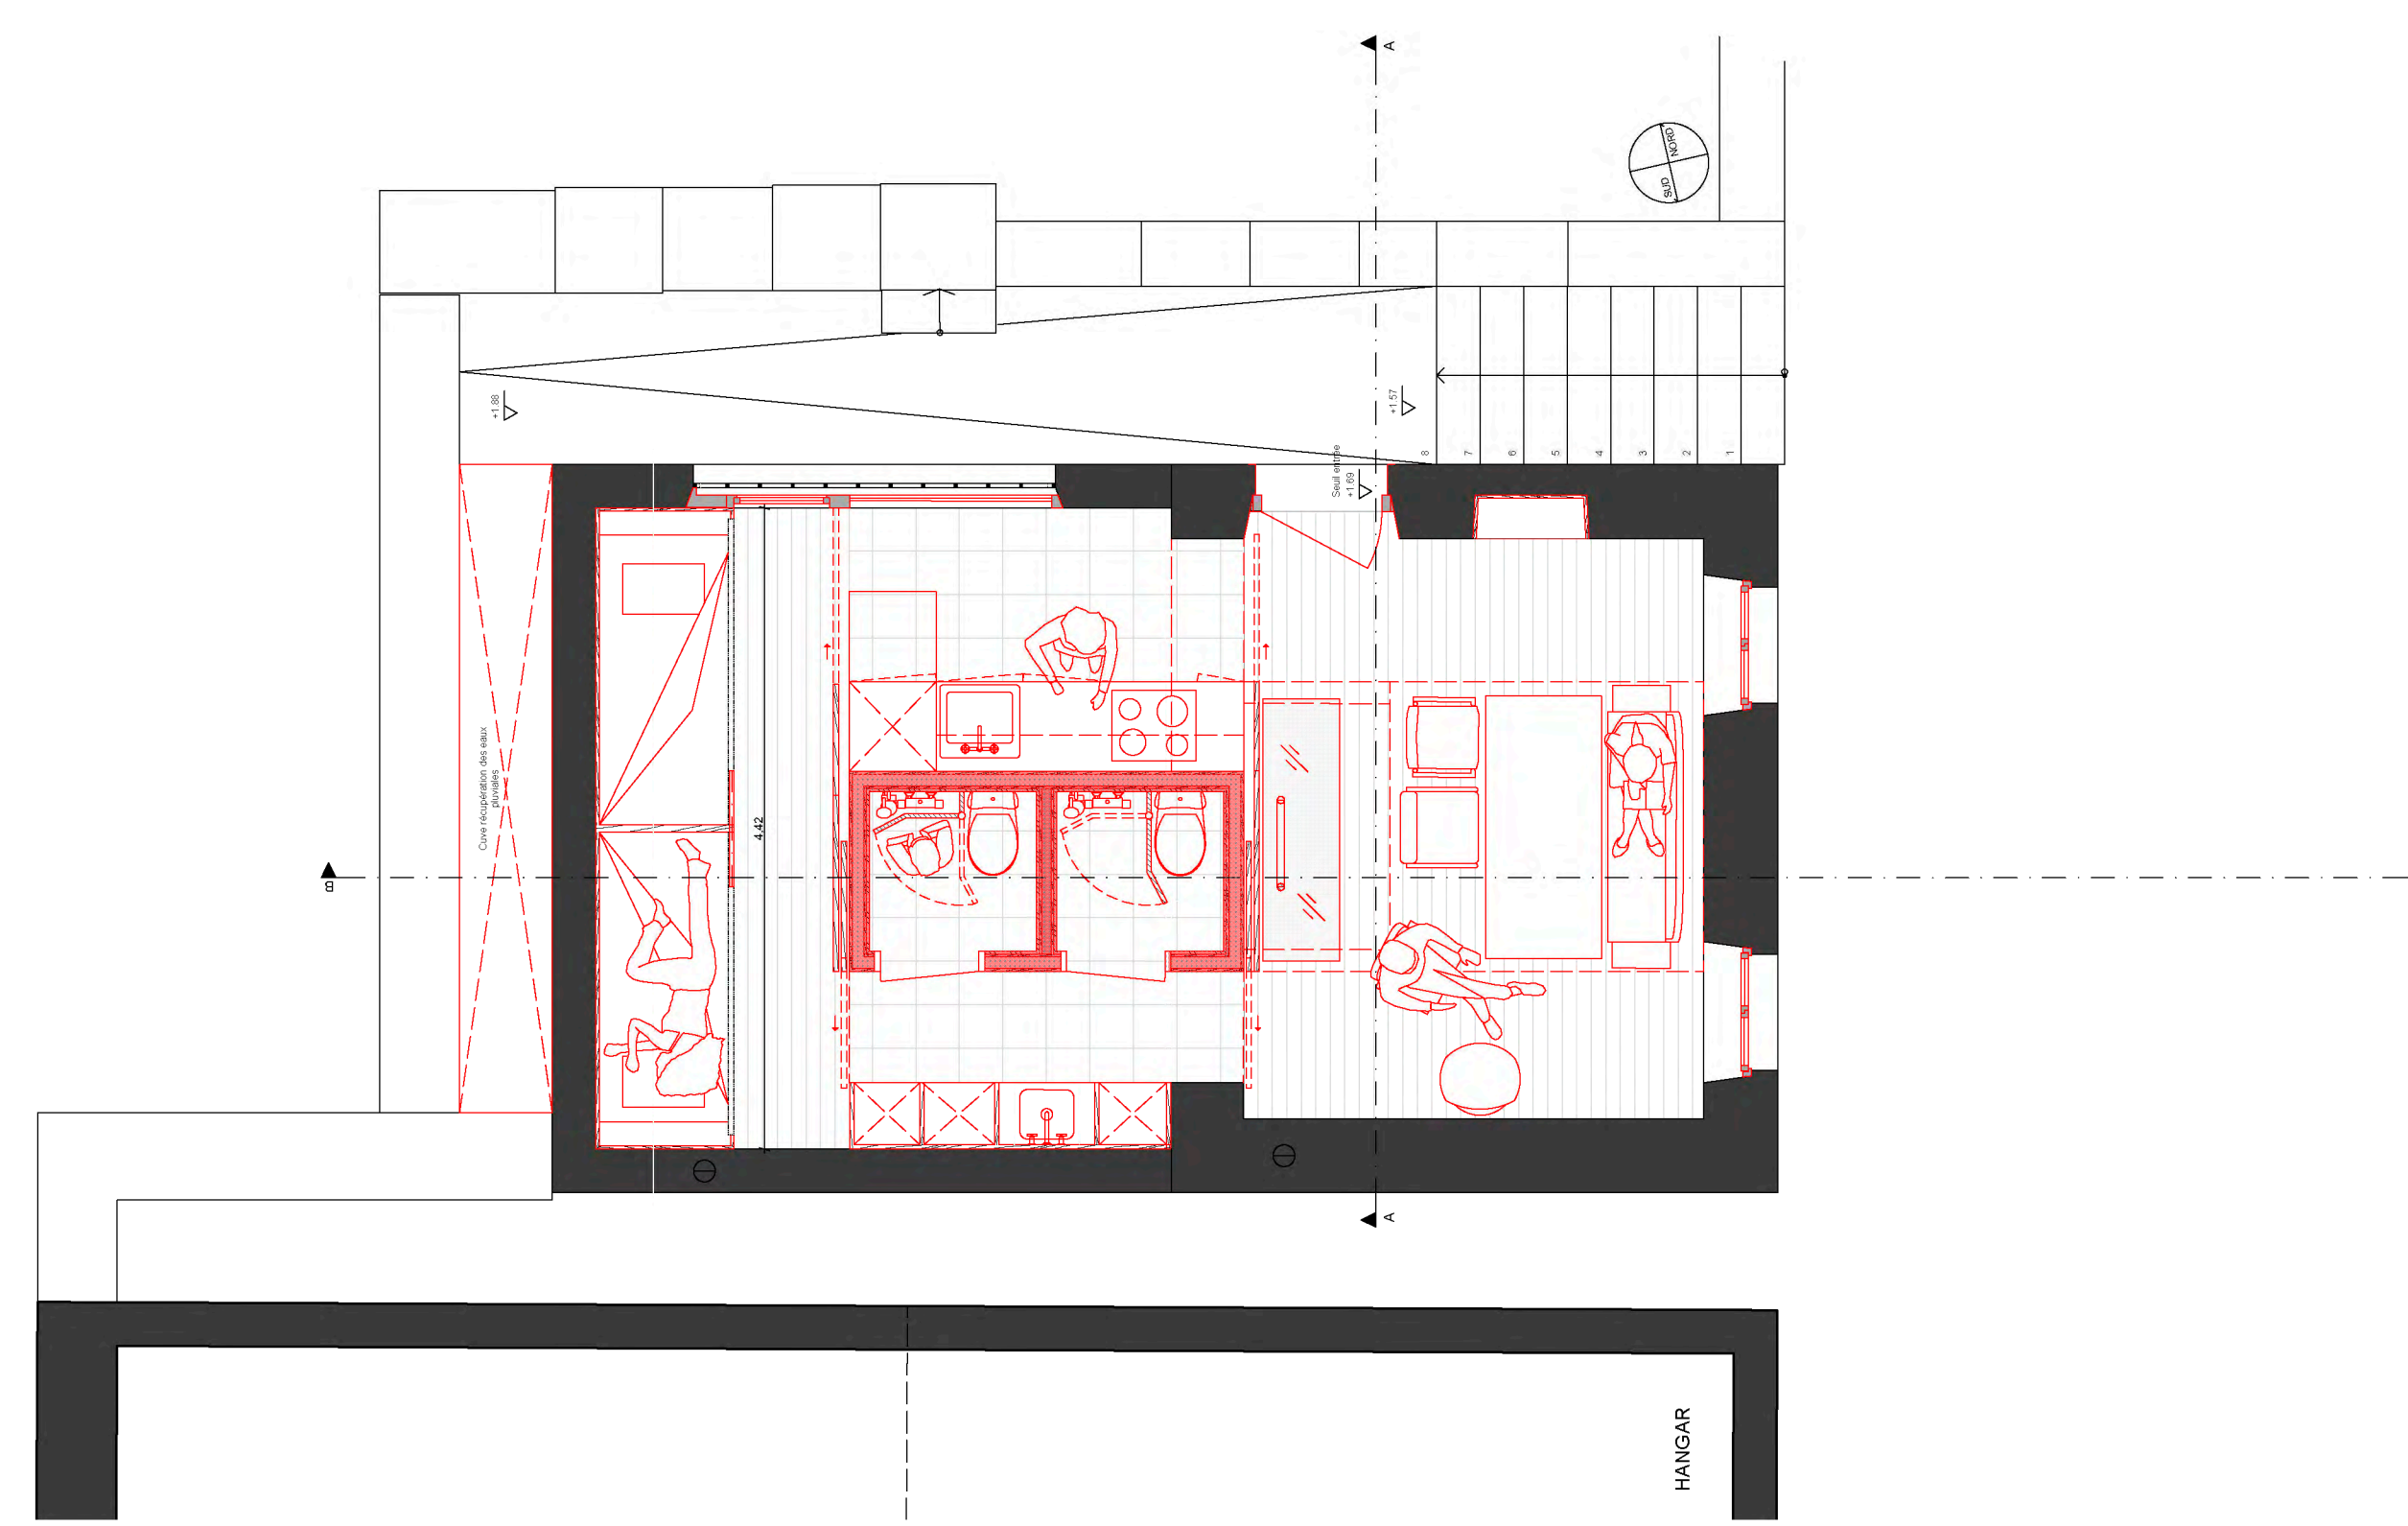 A
NORD
SUD
+1.88
+1.57
Seuil entrée
+1.69
8
7
6
5
4
3
2
1
Cuve récupération des eaux
pluviales
4,42
B
A
HANGAR